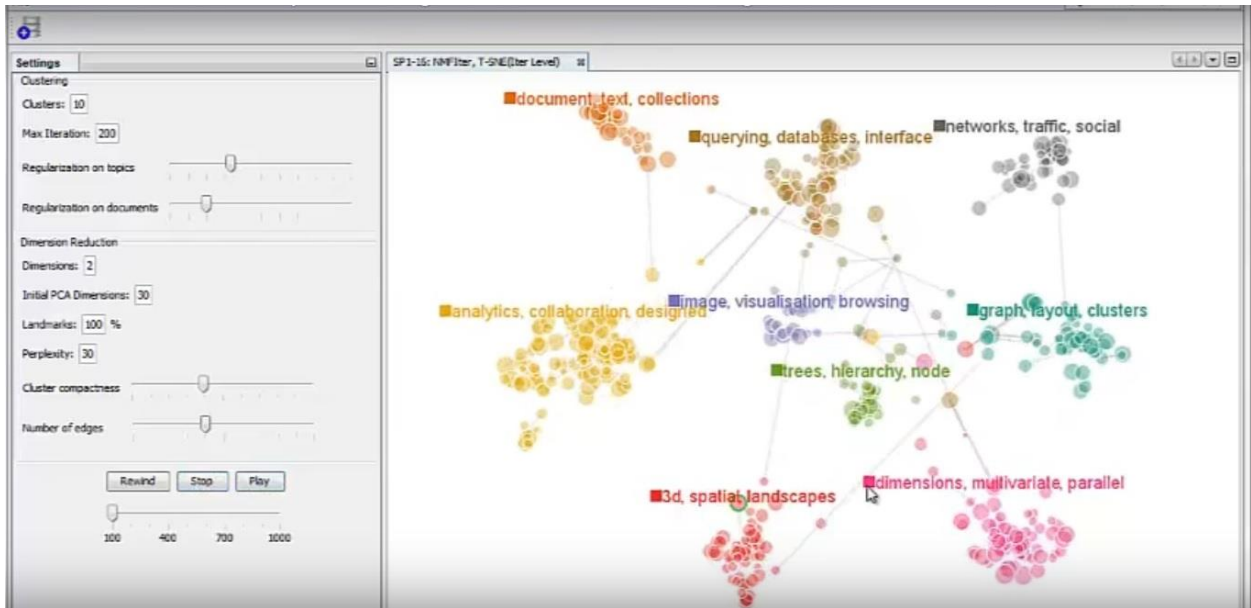 Settings
Clustering
Clusters: 10
Max Iteration: 200
Regularization on topics
Regularization on documents
Dimension Reduction
Dimensions: 2
Initial PCA Dimensions: 30
Landmarks: 100 %
Perplexity: 30
Cluster compactness
Number of edges
Rewind Stop Play
100 400 700 1000
SP1-16: NMFIter, T-SNE(Iter Level)
document, text, collections
querying, databases, interface
networks, traffic, social
analytics, collaboration, designed
image, visualisation, browsing
graph, layout, clusters
trees, hierarchy, node
3d, spatial, landscapes
dimensions, multivariate, parallel